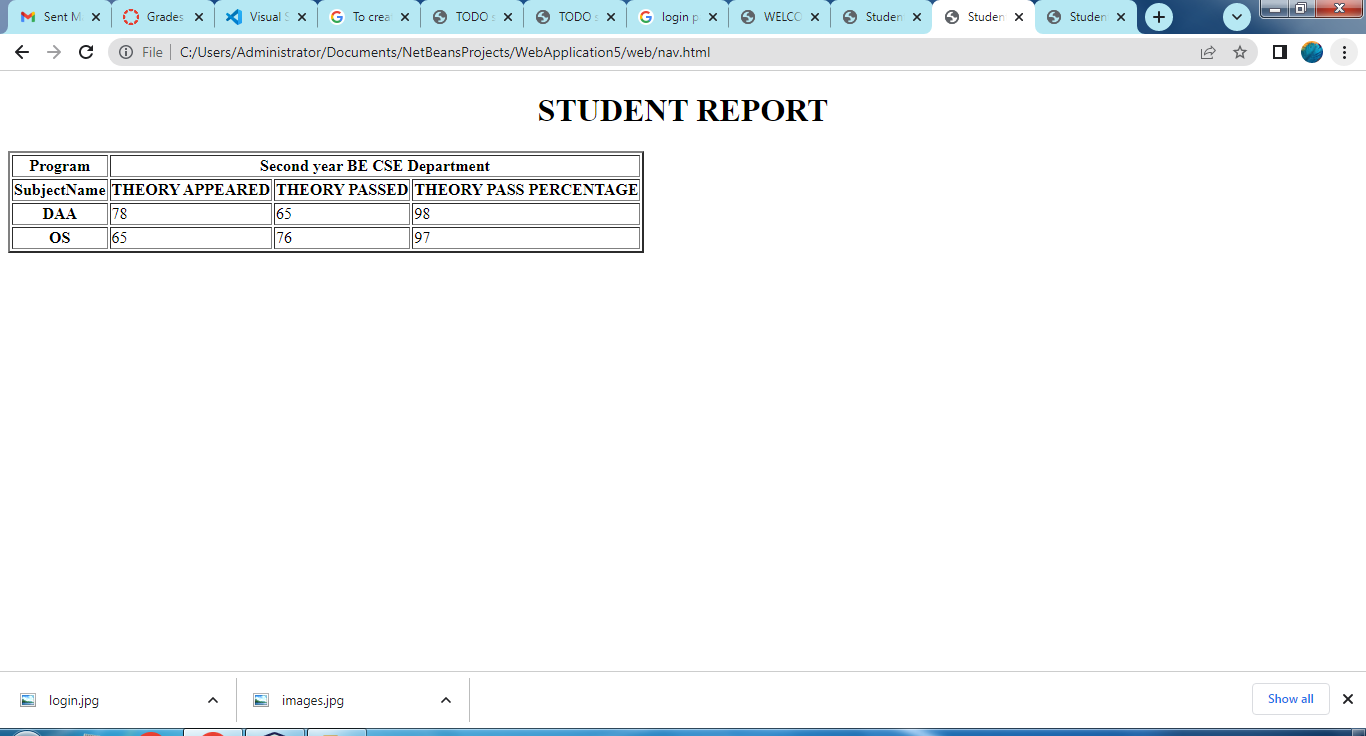 Sent M
Grades
Visual S
To crea
TODO s
TODO s
login p
WELCO
Studen
Studen
Studen
File
C:/Users/Administrator/Documents/NetBeansProjects/WebApplication5/web/nav.html
STUDENT REPORT
Program Second year BE CSE Department
SubjectName THEORY APPEARED THEORY PASSED THEORY PASS PERCENTAGE
DAA 78 65 98
OS 65 76 97
login.jpg
images.jpg
Show all